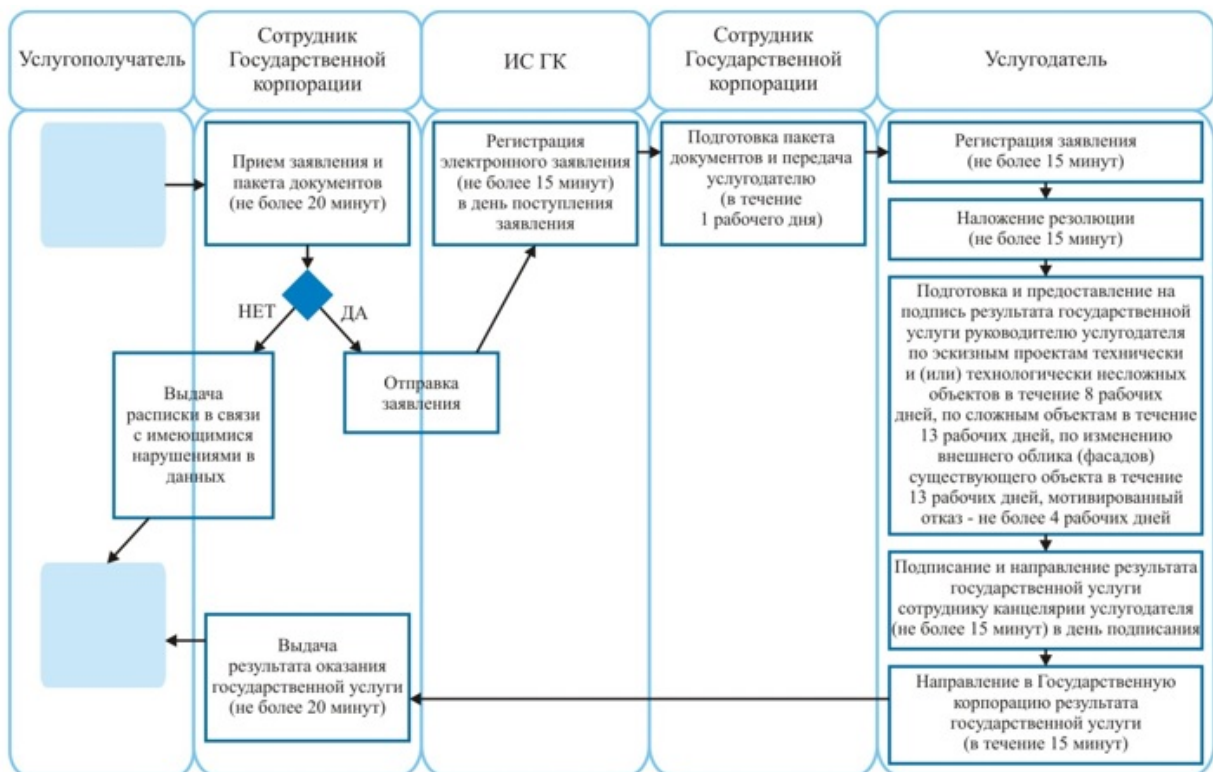 Услугополучатель
Сотрудник
Государственной
корпорации
ИС ГК
Сотрудник
Государственной
корпорации
Услугодатель
Прием заявления и
пакета документов
(не более 20 минут)
Регистрация
электронного заявления
(не более 15 минут)
в день поступления
заявления
Подготовка пакета
документов и передача
услугодателю
(в течение
1 рабочего дня)
Регистрация заявления
(не более 15 минут)
Наложение резолюции
(не более 15 минут)
НЕТ
ДА
Выдача
расписки в связи
с имеющимися
нарушениями в
данных
Отправка
заявления
Подготовка и предоставление на
подпись результата государственной
услуги руководителю услугодателя
по эскизным проектам технически
и (или) технологически несложных
объектов в течение 8 рабочих
дней, по сложным объектам в течение
13 рабочих дней, по изменению
внешнего облика (фасадов)
существующего объекта в течение
13 рабочих дней, мотивированный
отказ - не более 4 рабочих дней
Подписание и направление результата
государственной услуги
сотруднику канцелярии услугодателя
(не более 15 минут) в день подписания
Направление в Государственную
корпорацию результата
государственной услуги
(в течение 15 минут)
Выдача
результата оказания
государственной услуги
(не более 20 минут)